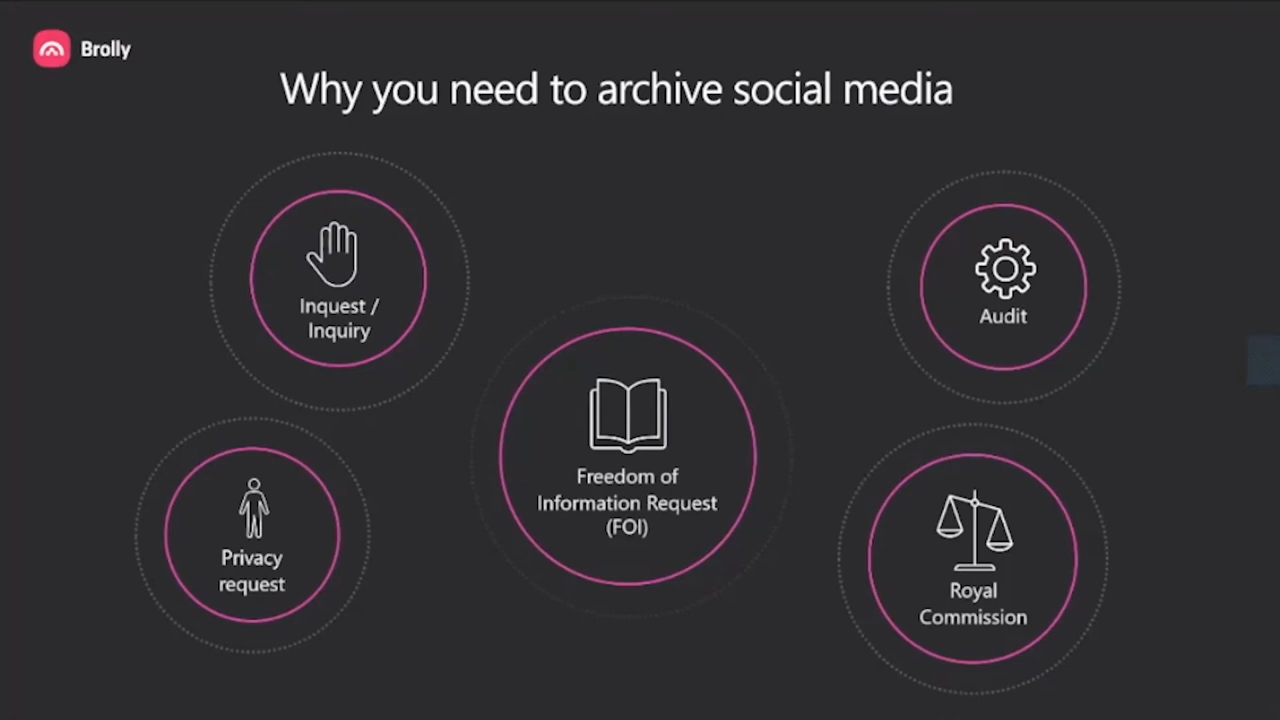 Brolly
Why you need to archive social media
Inquest /
Inquiry
Audit
Freedom of
Information Request
(FOI)
Privacy
request
Royal
Commission